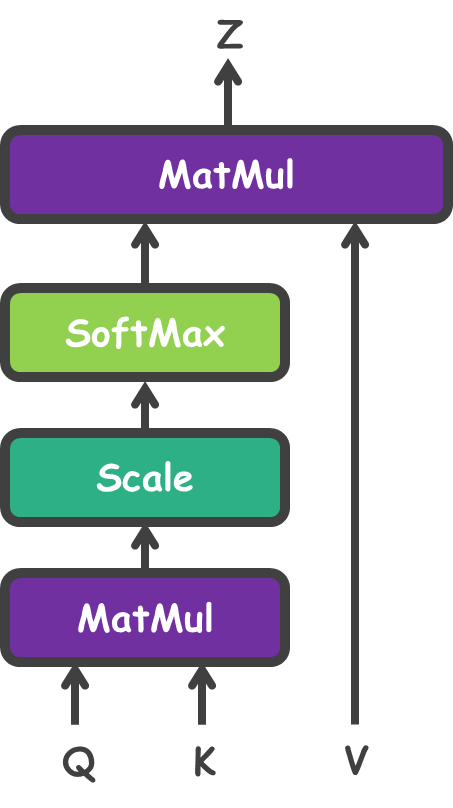 Z
MatMul
SoftMax
Scale
MatMul
Q K V